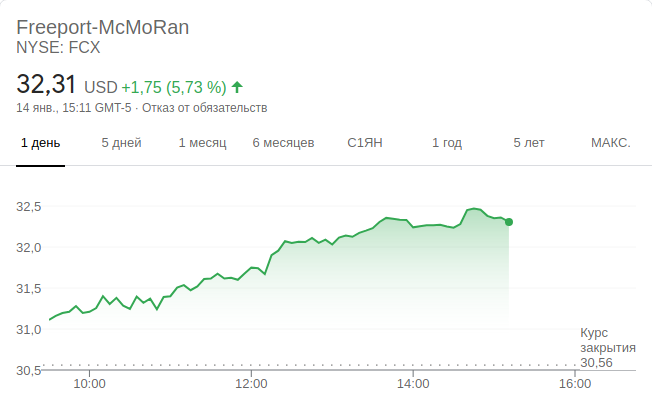 Freeport-McMoRan
NYSE: FCX
32,31 USD +1,75 (5,73 %)
14 янв., 15:11 GMT-5 · Отказ от обязательств
1 день 5 дней 1 месяц 6 месяцев С1ЯН 1 год 5 лет МАКС.
32,5
32,0
31,5
31,0
30,5
Курс
закрытия
30,56
10:00 12:00 14:00 16:00